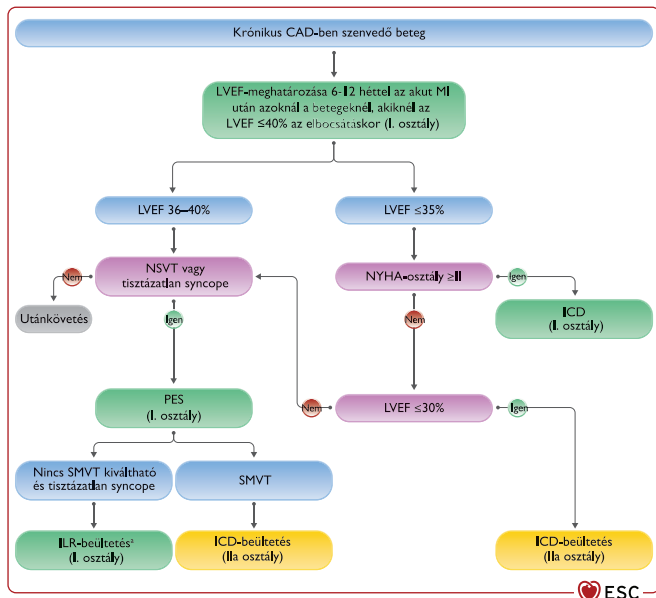 Krónikus CAD-ben szenvedő beteg
LVEF-meghatározása 6-12 héttel az akut MI
után azoknál a betegeknél, akiknél az
LVEF ≤40% az elbocsátáskor (I. osztály)
LVEF 36–40%
LVEF ≤35%
Nem
NSVT vagy
tisztázatlan syncope
NYHA-osztály ≥II
Igen
Utánkövetés
Igen
Nem
ICD
(I. osztály)
PES
(I. osztály)
Nem
LVEF ≤30%
Igen
Nincs SMVT kiváltható
és tisztázatlan syncope
SMVT
ILR-beültetésª
(I. osztály)
ICD-beültetés
(IIa osztály)
ICD-beültetés
(IIa osztály)
ESC